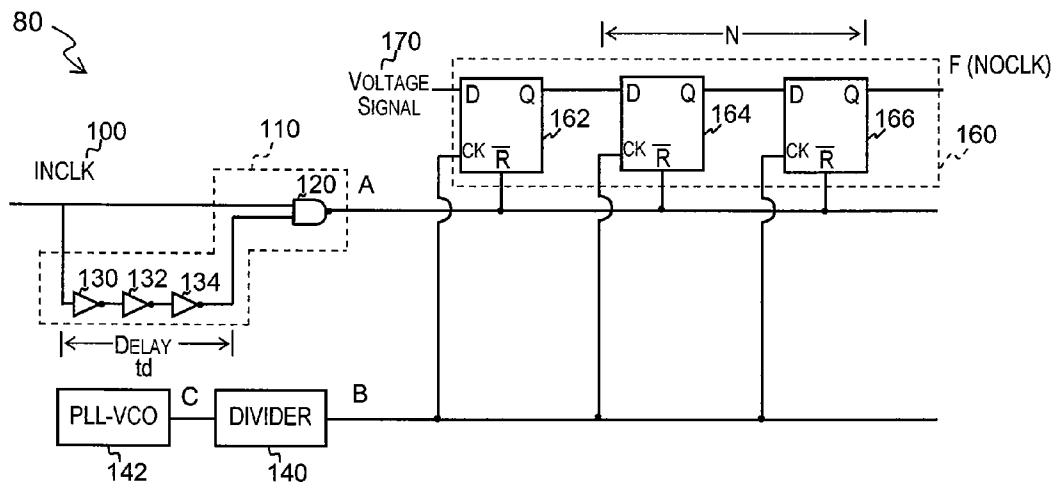 80
170
VOLTAGE
SIGNAL
N
F (NOCLK)
D Q
CK R̅
162
D Q
CK R̅
164
D Q
CK R̅
166
160
100
INCLK
110
120
A
130
132
134
DELAY
td
PLL-VCO
142
C
DIVIDER
140
B